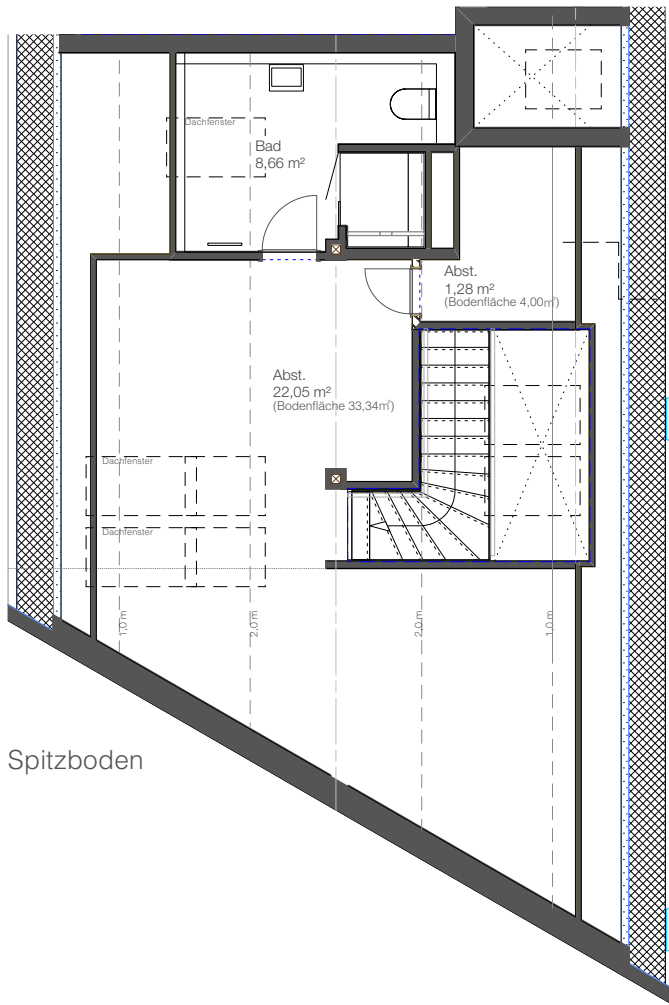 Dachfenster
Bad
8,66 m²
Abst.
1,28 m²
(Bodenfläche 4,00m²)
Abst.
22,05 m²
(Bodenfläche 33,34m²)
Dachfenster
Dachfenster
1,0 m
2,0 m
2,0 m
1,0 m
Spitzboden